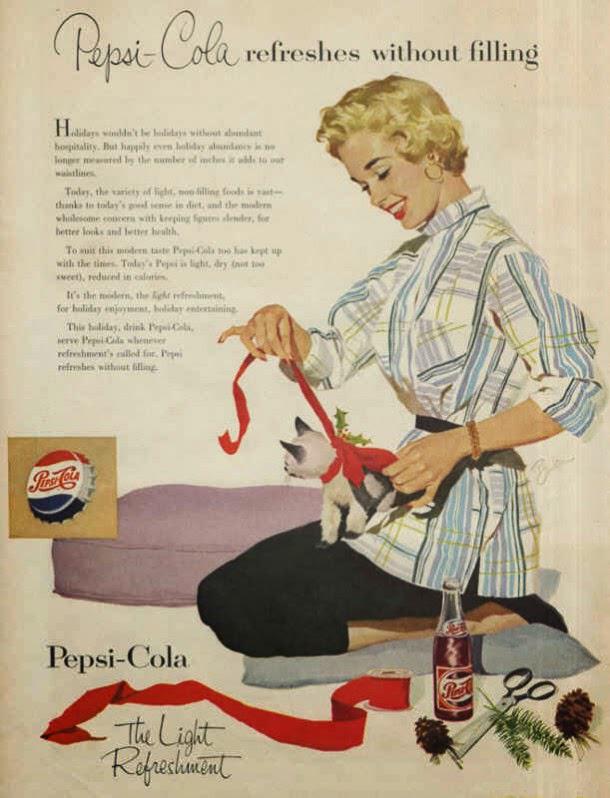 Pepsi-Cola refreshes without filling
Holidays wouldn't be holidays without abundant
hospitality. But happily even holiday abundance is no
longer measured by the number of inches it adds to our
waistlines.
Today, the variety of light, non-filling foods is vast—
thanks to today's good sense in diet, and the modern
wholesome concern with keeping figures slender, for
better looks and better health.
To suit this modern taste Pepsi-Cola too has kept up
with the times. Today's Pepsi is light, dry (not too
sweet), reduced in calories.
It's the modern, the light refreshment,
for holiday enjoyment, holiday entertaining.
This holiday, drink Pepsi-Cola,
serve Pepsi-Cola whenever
refreshment's called for. Pepsi
refreshes without filling.
Pepsi-Cola
Pepsi-Cola
The Light
Refreshment